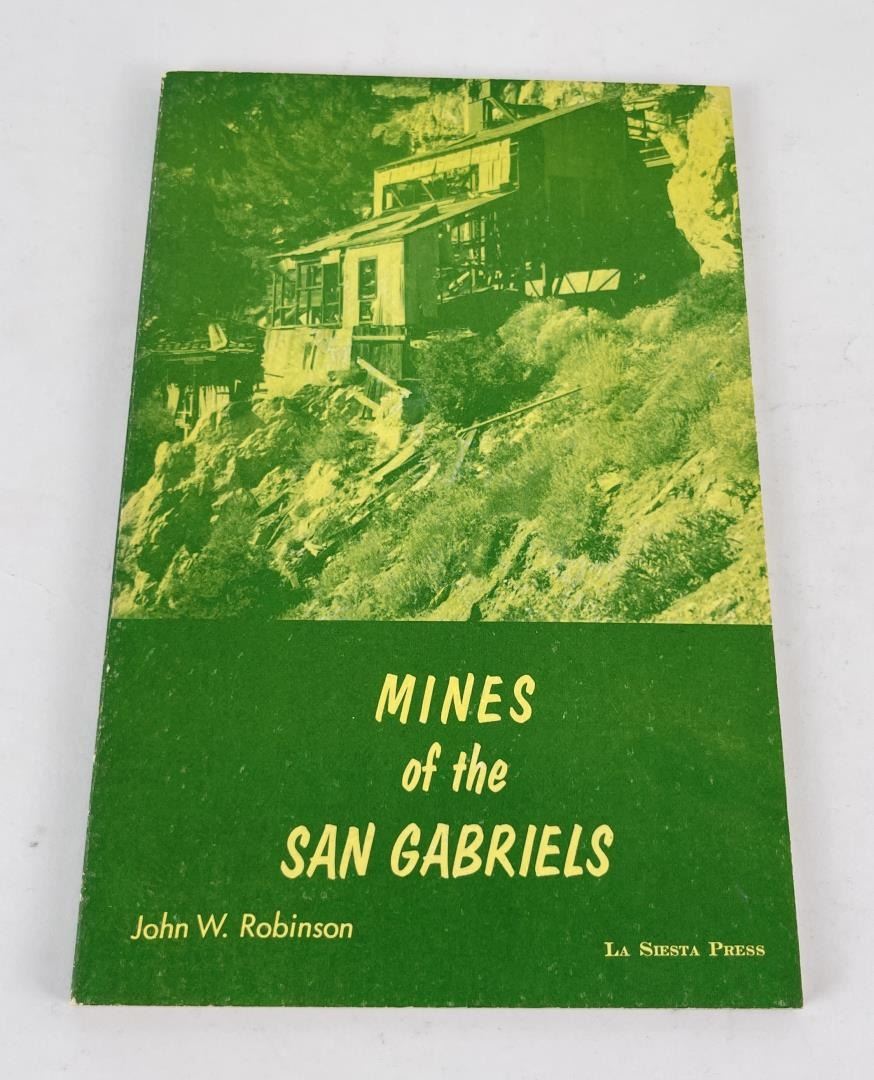 MINES
of the
SAN GABRIELS
John W. Robinson
LA SIESTA PRESS